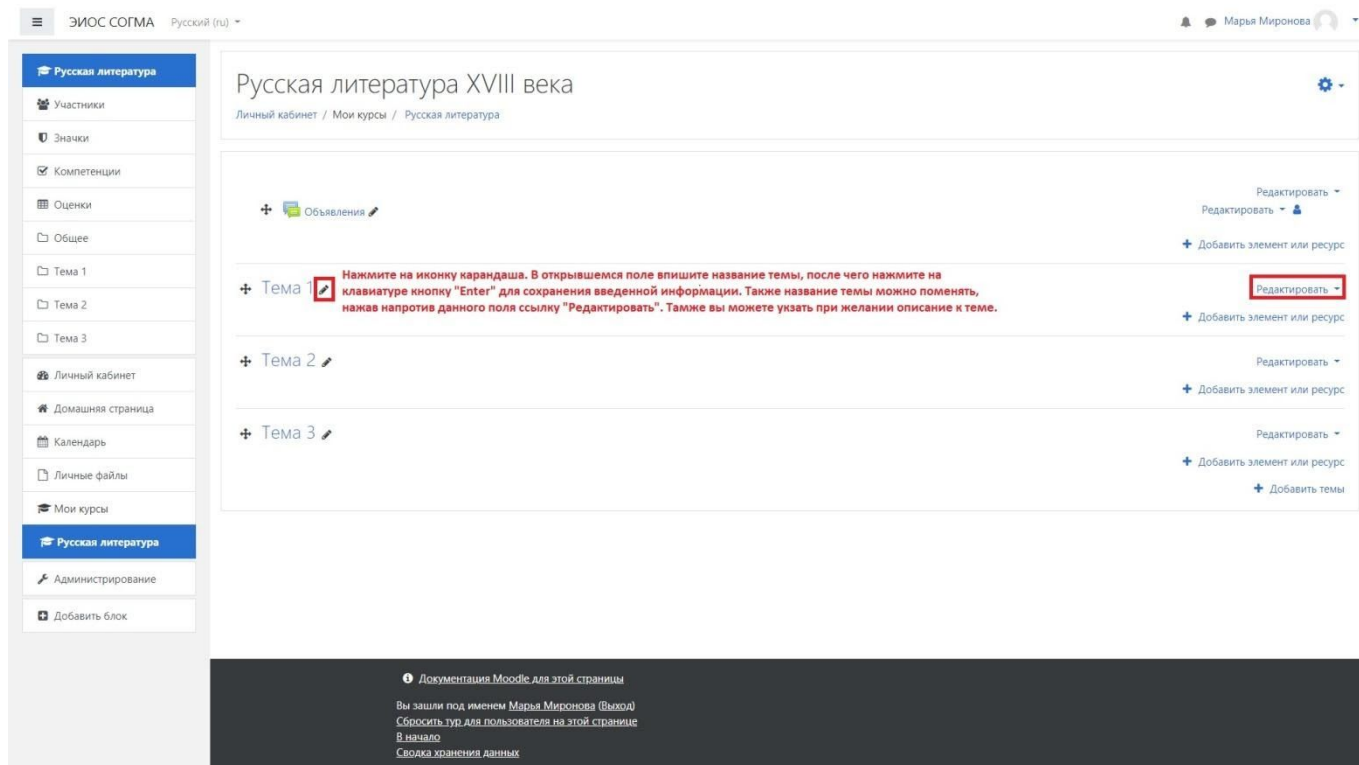 ЭИОС СОГМА Русский (ru)
Марья Миронова
Русская литература
Участники
Значки
Компетенции
Оценки
Общее
Тема 1
Тема 2
Тема 3
Личный кабинет
Домашняя страница
Календарь
Личные файлы
Мои курсы
Русская литература
Администрирование
Добавить блок
Русская литература XVIII века
Личный кабинет / Мои курсы / Русская литература
Редактировать
Объявления
Редактировать
Добавить элемент или ресурс
Тема 1
Нажмите на иконку карандаша. В открывшемся поле впишите название темы, после чего нажмите на
клавиатуре кнопку "Enter" для сохранения введенной информации. Также название темы можно поменять,
нажав напротив данного поля ссылку "Редактировать". Тамже вы можете укзать при желании описание к теме.
Редактировать
Добавить элемент или ресурс
Тема 2
Редактировать
Добавить элемент или ресурс
Тема 3
Редактировать
Добавить элемент или ресурс
Добавить темы
Документация Moodle для этой страницы
Вы зашли под именем Марья Миронова (Выход)
Сбросить тур для пользователя на этой странице
В начало
Сводка хранения данных